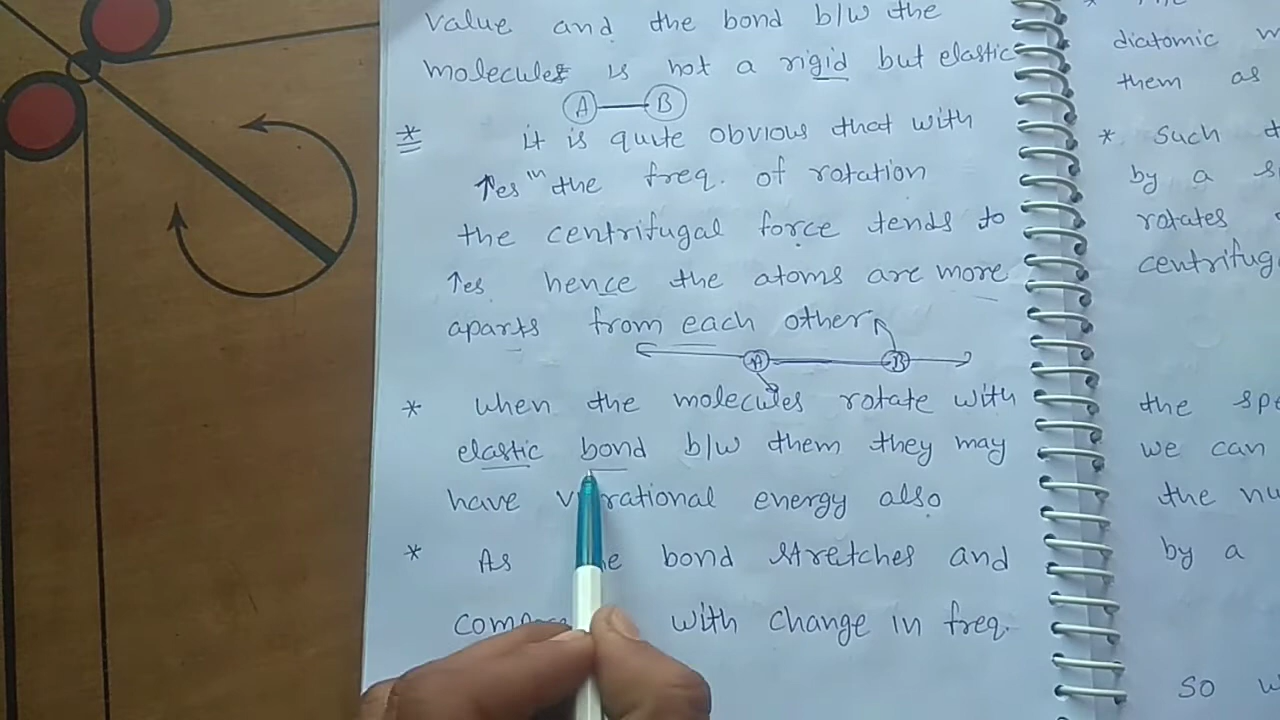 value and the bond b/w the
molecules is not a rigid but elastic
A B
* it is quite obvious that with
↑es in the freq. of rotation
the centrifugal force tends to
↑es hence the atoms are more
aparts from each other
A B
* when the molecules rotate with
elastic bond b/w them they may
have energy also
* As bond stretches and
with change in freq.
diatomic
them as
* Such
by a
rotates
the
we can
the
by a
so